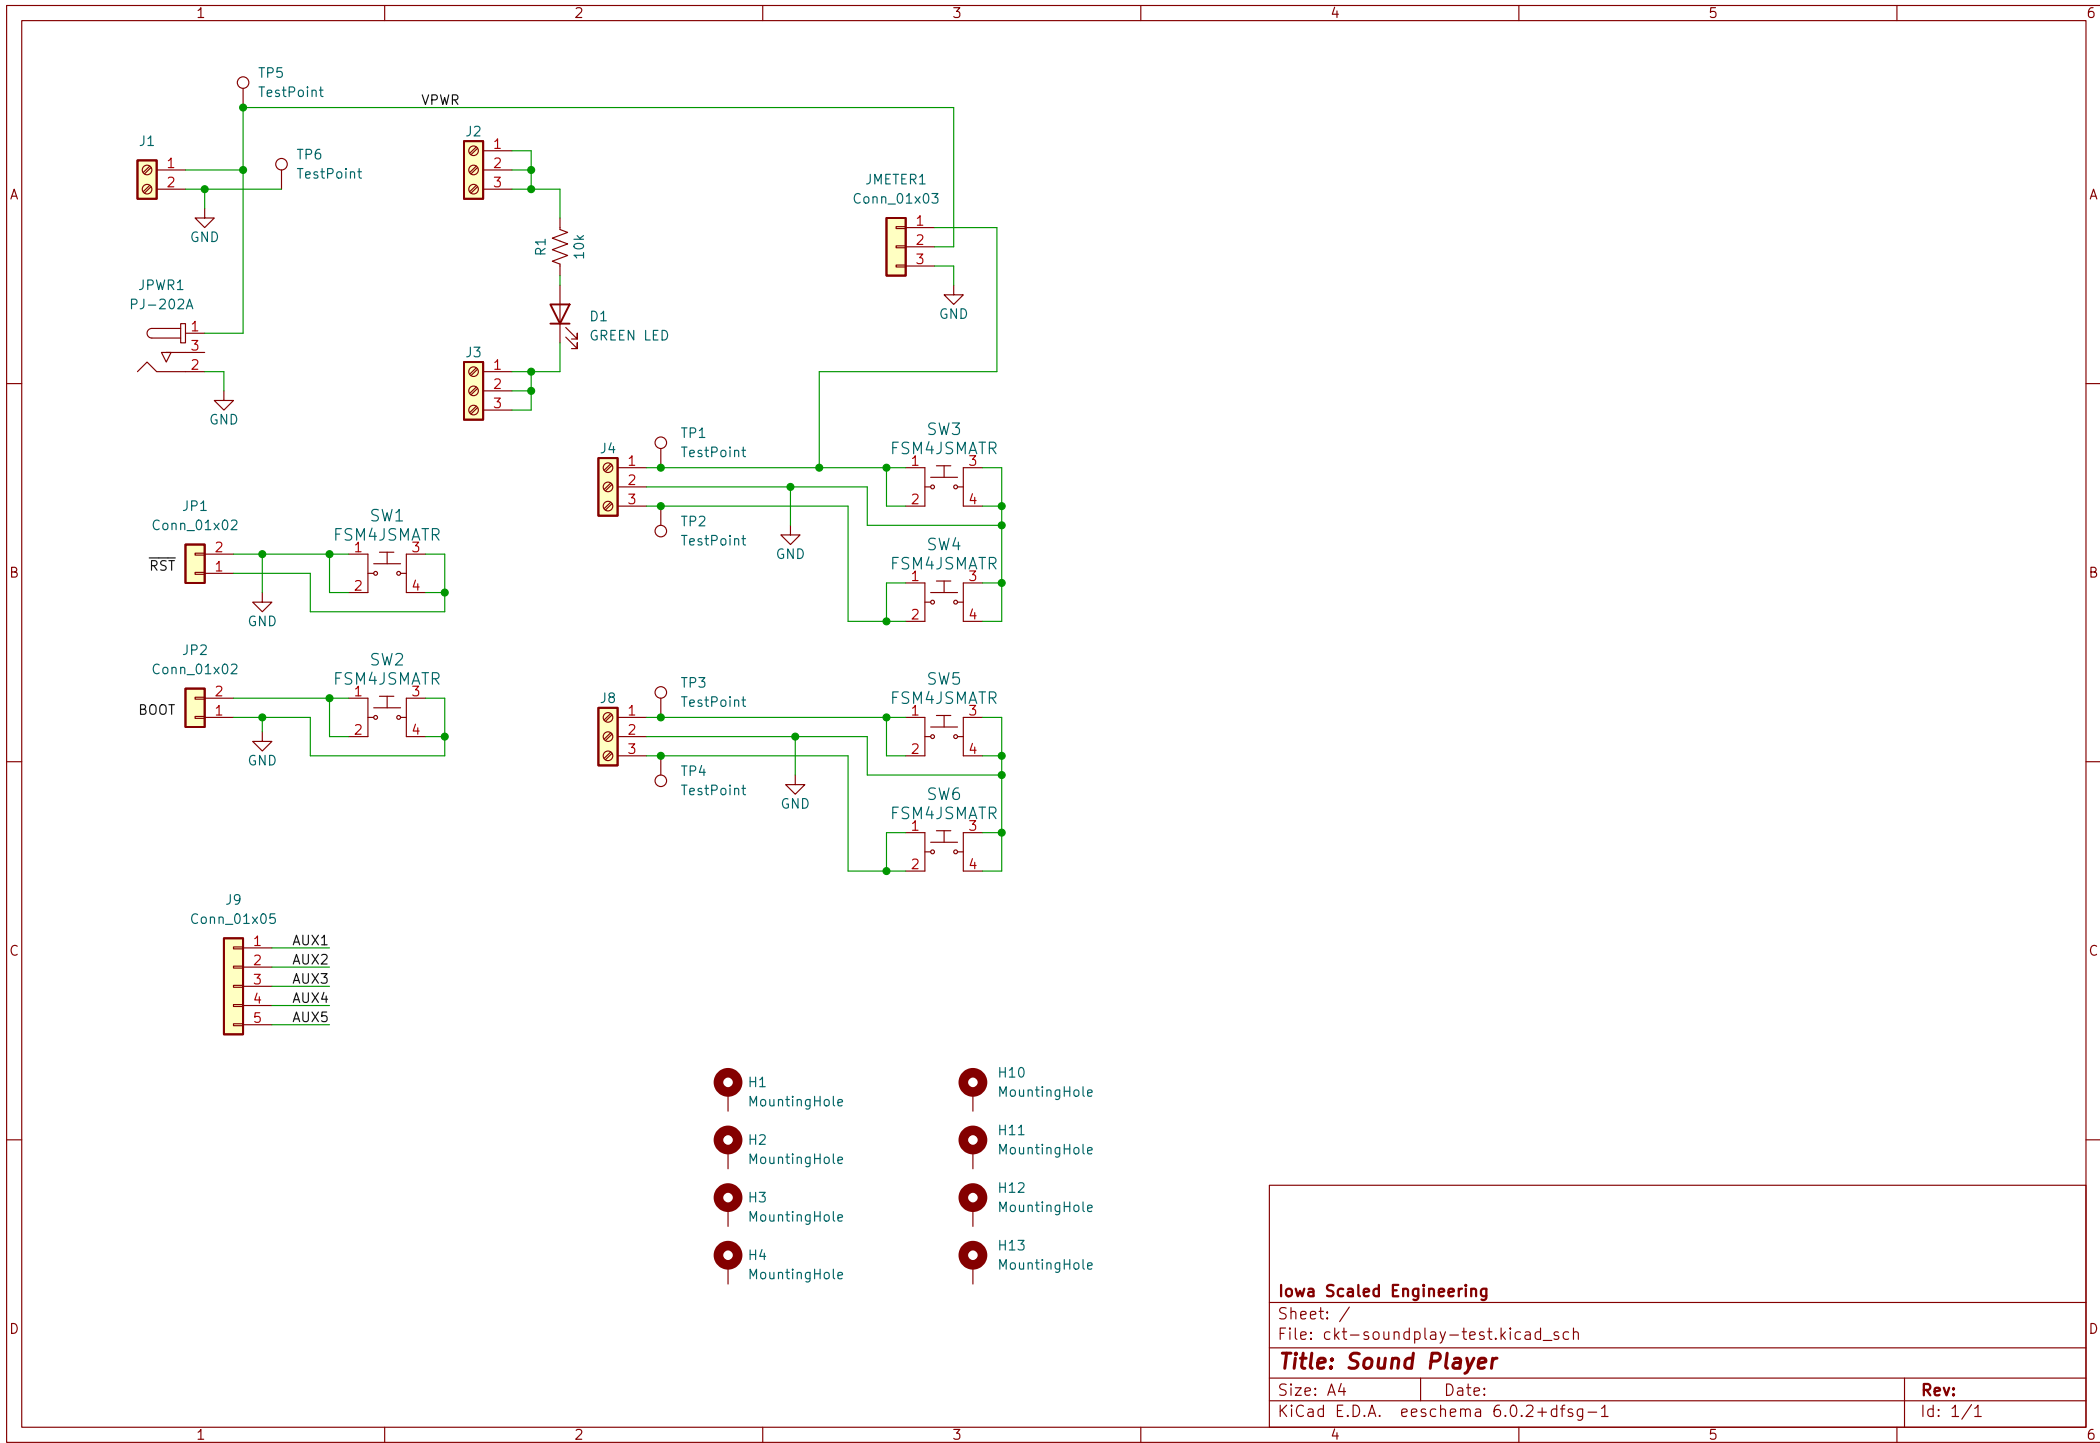 1 2 3 4 5 6
A
B
C
D
A
B
C
D
TP5
TestPoint
VPWR
J1
1
2
TP6
TestPoint
GND
JPWR1
PJ-202A
1
3
2
GND
J2
1
2
3
R1
10k
D1
GREEN LED
J3
1
2
3
JMETER1
Conn_01x03
1
2
3
GND
J4
1
2
3
TP1
TestPoint
TP2
TestPoint
GND
SW3
FSM4JSMATR
1 3
2 4
SW4
FSM4JSMATR
1 3
2 4
JP1
Conn_01x02
RST
2
1
GND
SW1
FSM4JSMATR
1 3
2 4
JP2
Conn_01x02
BOOT
2
1
GND
SW2
FSM4JSMATR
1 3
2 4
J8
1
2
3
TP3
TestPoint
TP4
TestPoint
GND
SW5
FSM4JSMATR
1 3
2 4
SW6
FSM4JSMATR
1 3
2 4
J9
Conn_01x05
1 AUX1
2 AUX2
3 AUX3
4 AUX4
5 AUX5
H1
MountingHole
H2
MountingHole
H3
MountingHole
H4
MountingHole
H10
MountingHole
H11
MountingHole
H12
MountingHole
H13
MountingHole
Iowa Scaled Engineering
Sheet: /
File: ckt-soundplay-test.kicad_sch
Title: Sound Player
Size: A4 Date: Rev:
KiCad E.D.A. eeschema 6.0.2+dfsg-1 Id: 1/1
1 2 3 4 5 6